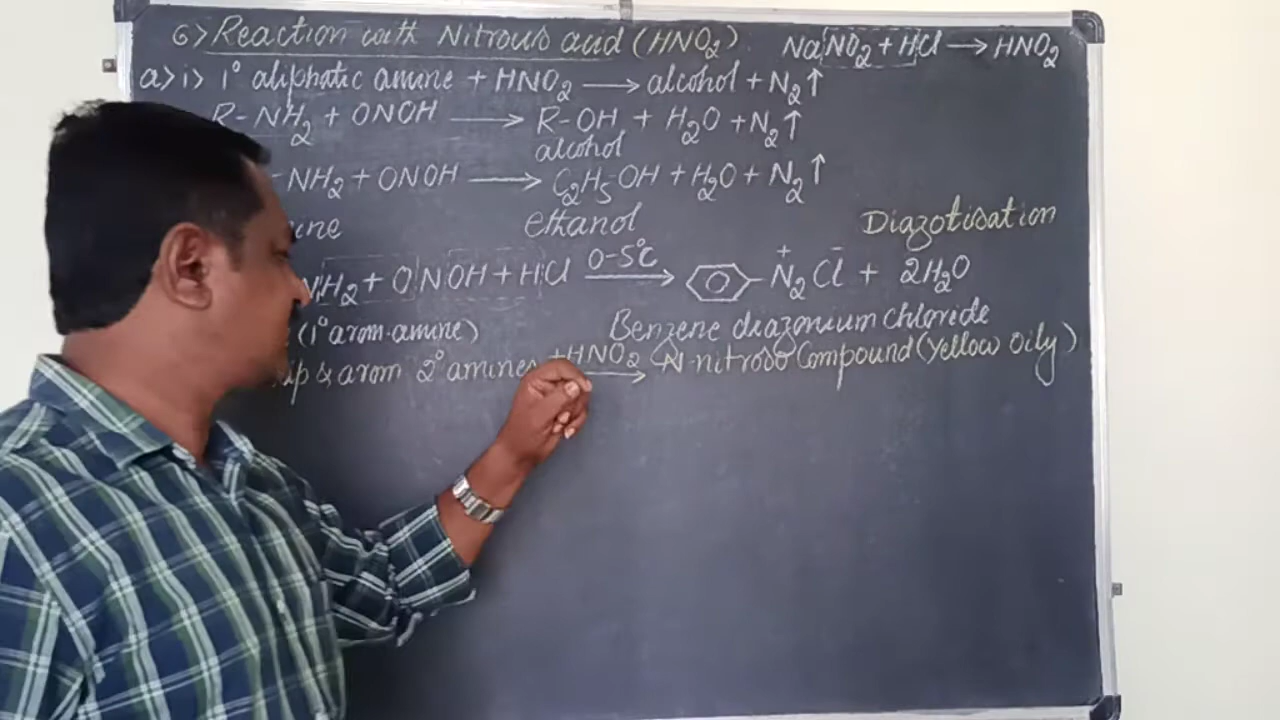 6> Reaction with Nitrous acid (HNO₂) NaNO₂ + HCl ⟶ HNO₂
a> i> 1° aliphatic amine + HNO₂ ⟶ alcohol + N₂↑
R-NH₂ + ONOH ⟶ R-OH + H₂O + N₂↑
alcohol
-NH₂ + ONOH ⟶ C₂H₅-OH + H₂O + N₂↑
ethanol Diazotisation
NH₂ + ONOH + HCl 0-5°C ⟶ N₂⁺Cl⁻ + 2H₂O
(1° arom.amine) Benzene diazonium chloride
& arom 2° amines +HNO₂ ⟶ N-nitroso Compound (yellow oily)